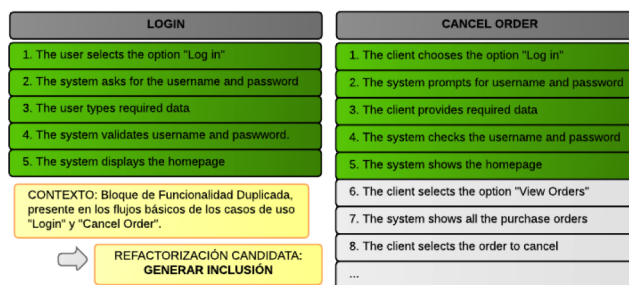 LOGIN
1. The user selects the option "Log in"
2. The system asks for the username and password
3. The user types required data
4. The system validates username and paswword.
5. The system displays the homepage
CONTEXTO: Bloque de Funcionalidad Duplicada,
presente en los flujos básicos de los casos de uso
"Login" y "Cancel Order".
REFACTORIZACIÓN CANDIDATA:
GENERAR INCLUSIÓN
CANCEL ORDER
1. The client chooses the option "Log in"
2. The system prompts for username and password
3. The client provides required data
4. The system checks the username and password
5. The system shows the homepage
6. The client selects the option "View Orders"
7. The system shows all the purchase orders
8. The client selects the order to cancel
...